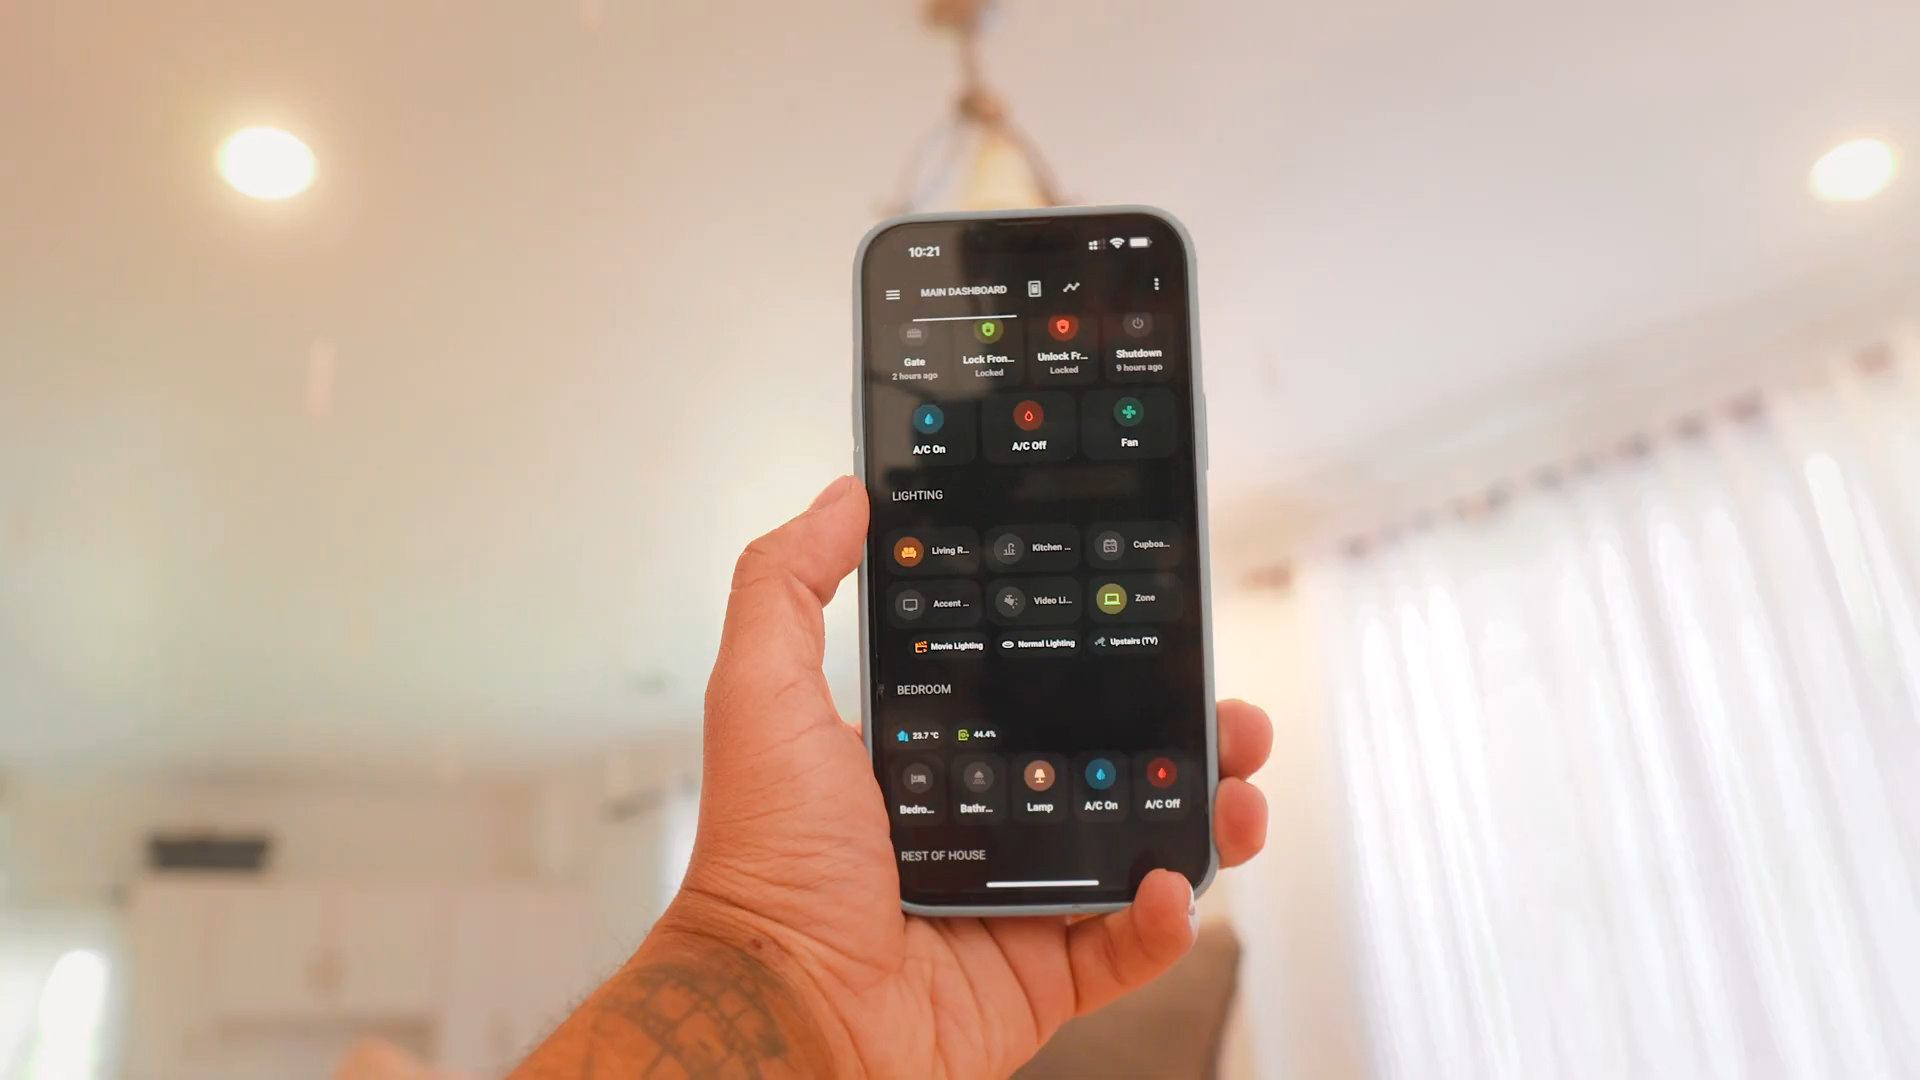 10:21
MAIN DASHBOARD
Gate
2 hours ago
Lock Fron...
Locked
Unlock Fr...
Locked
Shutdown
9 hours ago
A/C On
A/C Off
Fan
LIGHTING
Living R...
Kitchen ...
Cupboa...
Accent ...
Video Li...
Zone
Movie Lighting
Normal Lighting
Upstairs (TV)
BEDROOM
23.7 °C
44.4%
Bedro...
Bathr...
Lamp
A/C On
A/C Off
REST OF HOUSE